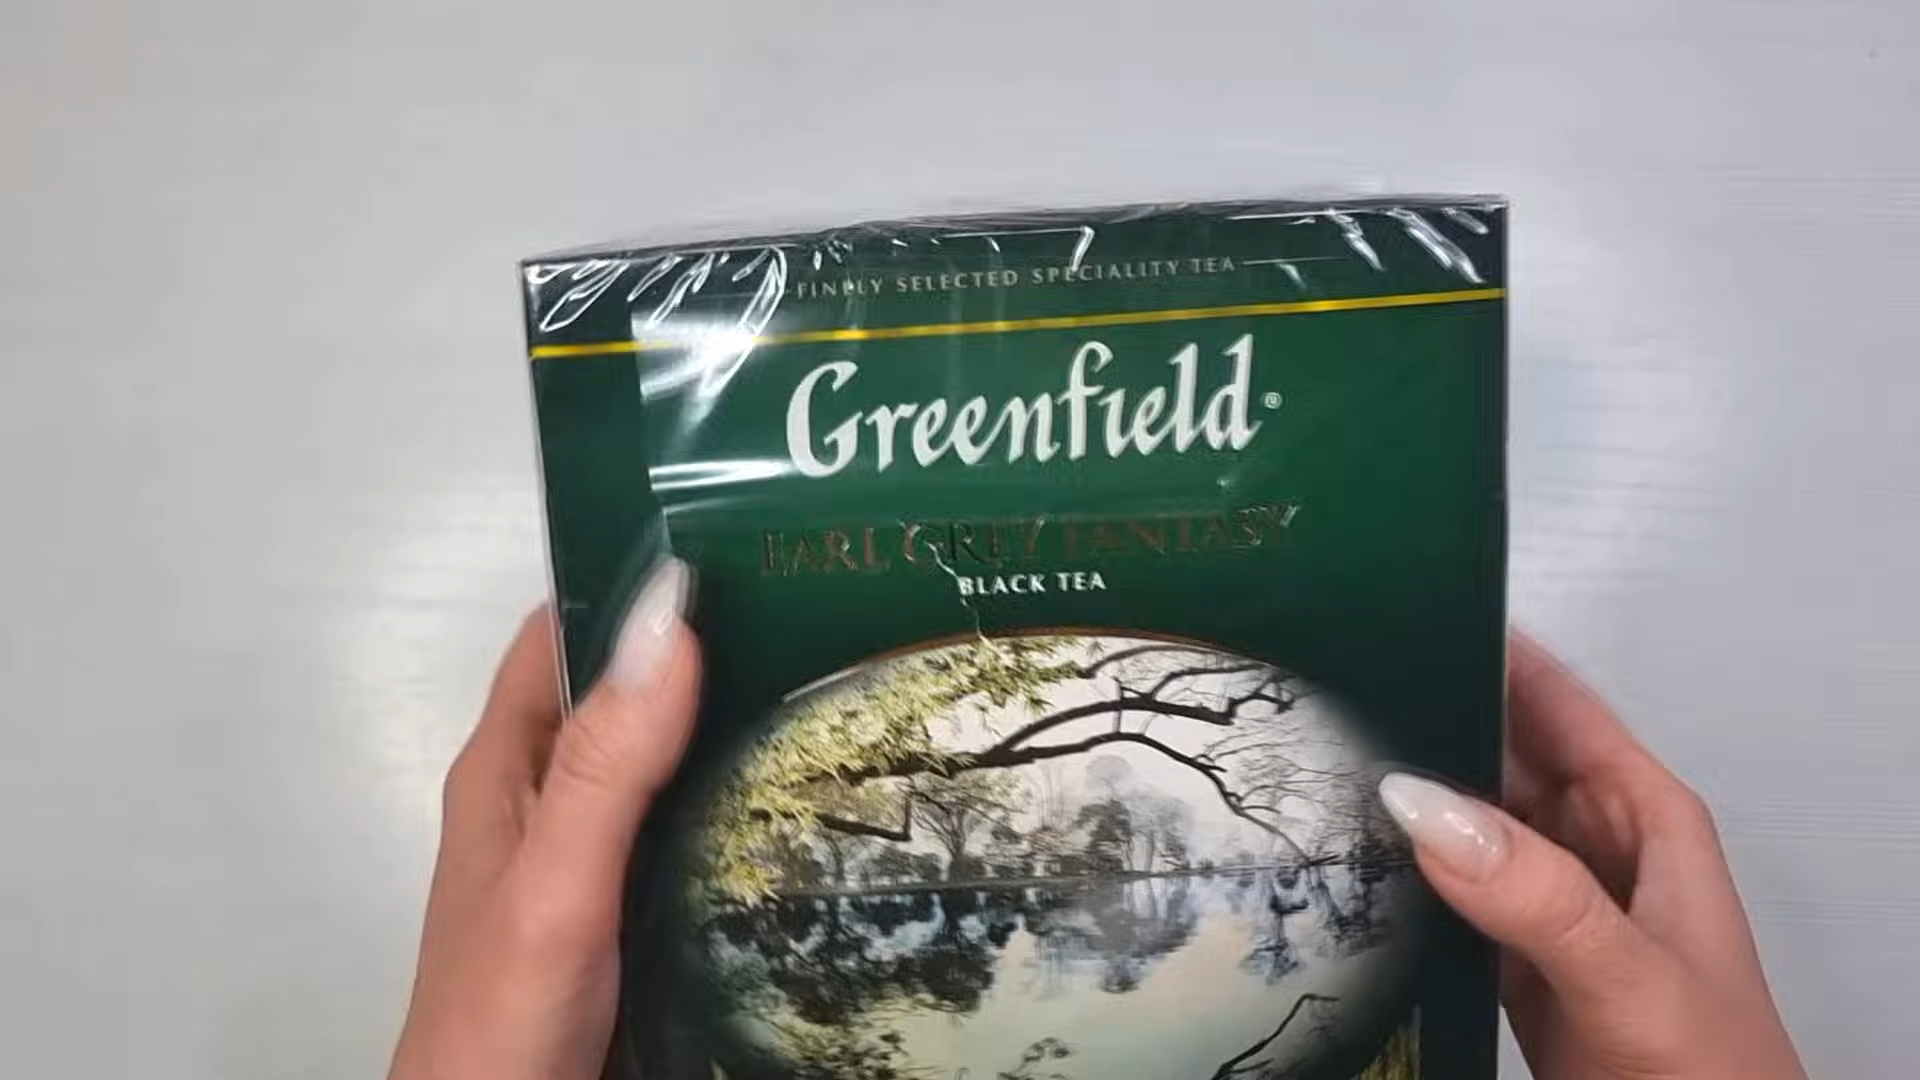 FINELY SELECTED SPECIALITY TEA
Greenfield®
EARL GREY FANTASY
BLACK TEA